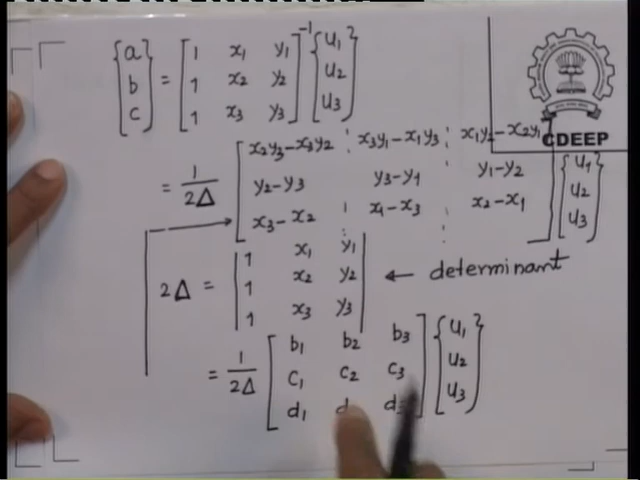 {a b c} = [1 x₁ y₁; 1 x₂ y₂; 1 x₃ y₃]⁻¹ {u₁ u₂ u₃}
CDEEP
= 1/2Δ [x₂y₃-x₃y₂ x₃y₁-x₁y₃ x₁y₂-x₂y₁; y₂-y₃ y₃-y₁ y₁-y₂; x₃-x₂ x₁-x₃ x₂-x₁] {u₁ u₂ u₃}
2Δ = |1 x₁ y₁; 1 x₂ y₂; 1 x₃ y₃| ← determinant
= 1/2Δ [b₁ b₂ b₃; c₁ c₂ c₃; d₁ d d₃] {u₁ u₂ u₃}